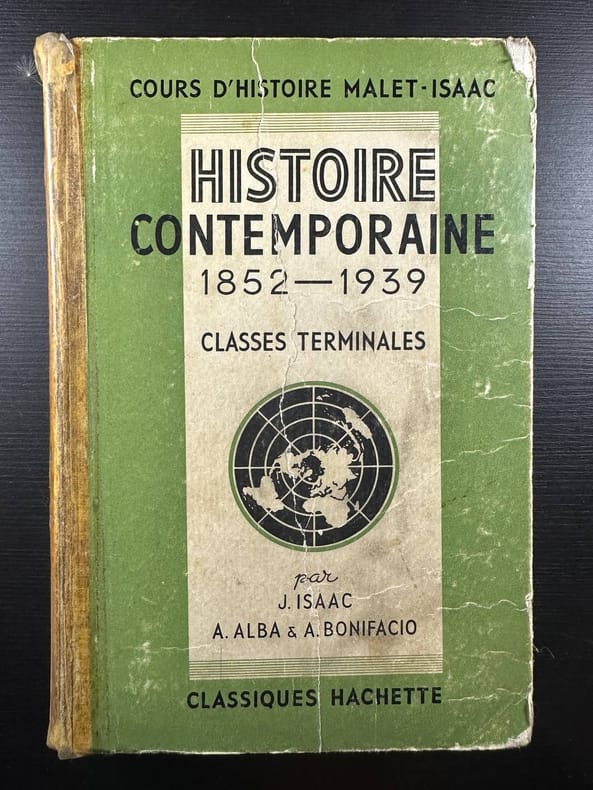 COURS D'HISTOIRE MALET-ISAAC
HISTOIRE
CONTEMPORAINE
1852—1939
CLASSES TERMINALES
par
J. ISAAC
A. ALBA & A. BONIFACIO
CLASSIQUES HACHETTE